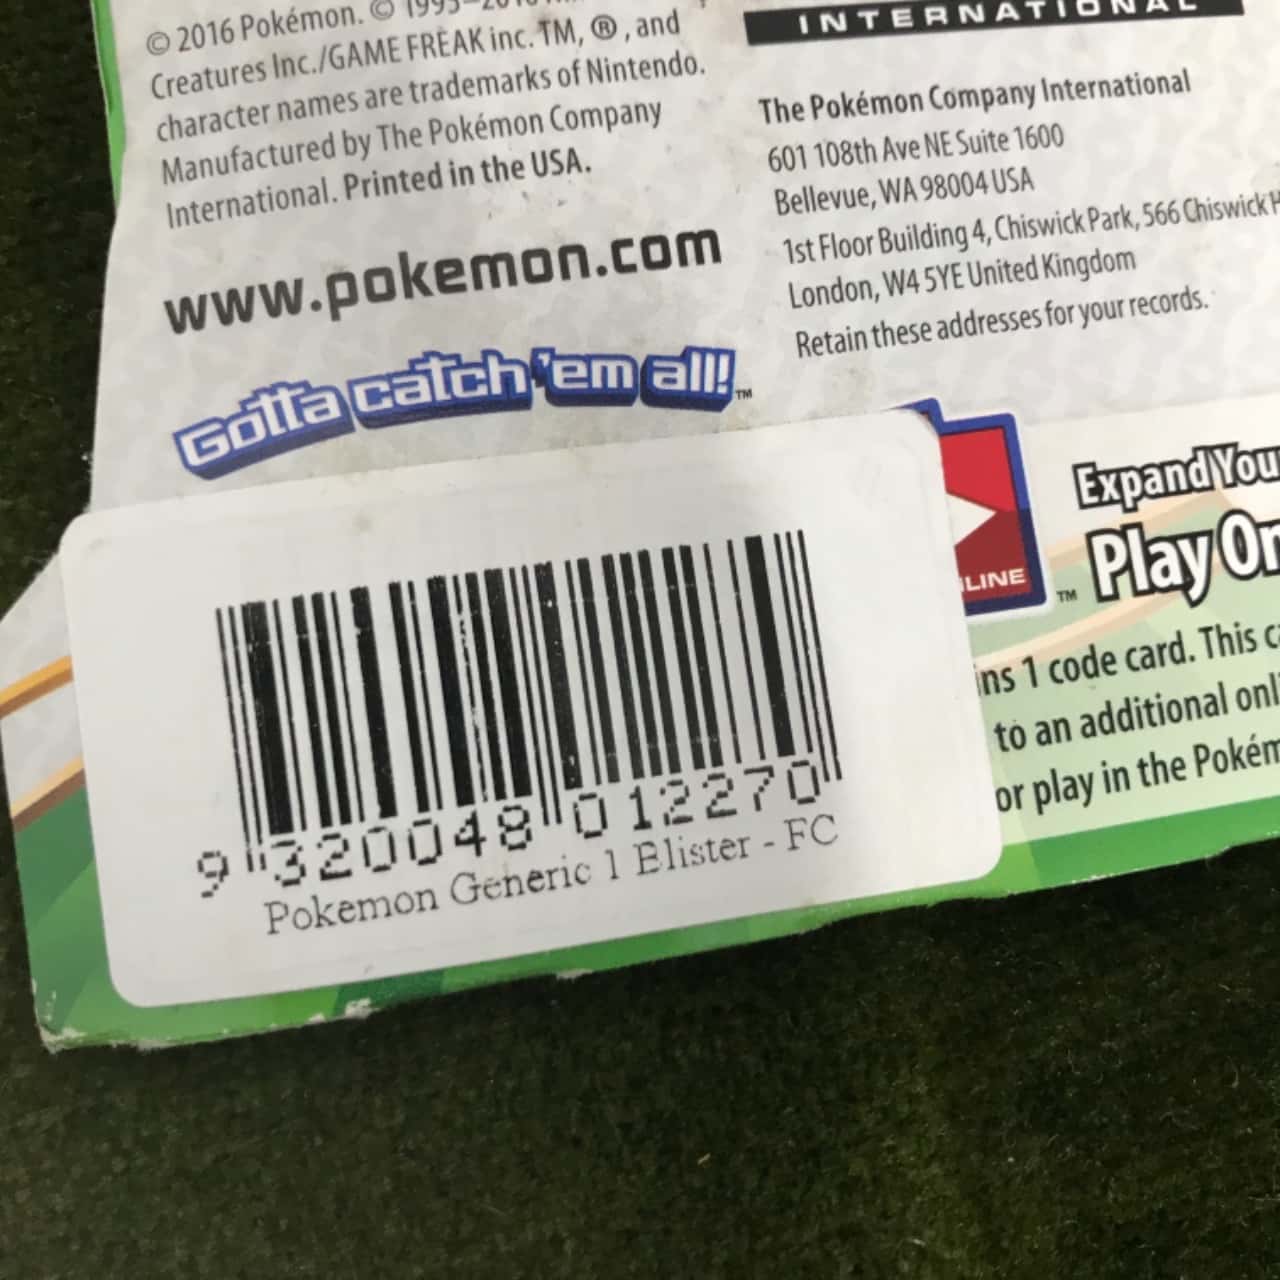 © 2016 Pokémon. ©
Creatures Inc./GAME FREAK inc. TM, ®, and
character names are trademarks of Nintendo.
Manufactured by The Pokémon Company
International. Printed in the USA.
www.pokemon.com
Gotta catch 'em all!™
INTERNATIONAL
The Pokémon Company International
601 108th Ave NE Suite 1600
Bellevue, WA 98004 USA
1st Floor Building 4, Chiswick Park, 566 Chiswick H
London, W4 5YE United Kingdom
Retain these addresses for your records.
LINE ™
Expand You
Play On
ns 1 code card. This c
to an additional onl
or play in the Pokém
9 320048 012270
Pokemon Generic 1 Blister - FC